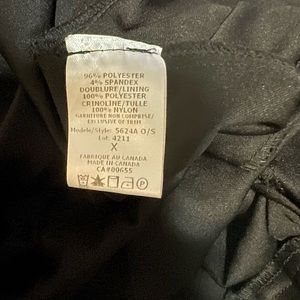 96% POLYESTER
4% SPANDEX
DOUBLURE/LINING
100% POLYESTER
CRINOLINE/TULLE
100% NYLON
GARNITURE NON COMPRISE/
EXCLUSIVE OF TRIM
Modele/Style: 5624A O/S
Lot: 4211
X
FABRIQUE AU CANADA
MADE IN CANADA
CA#00655